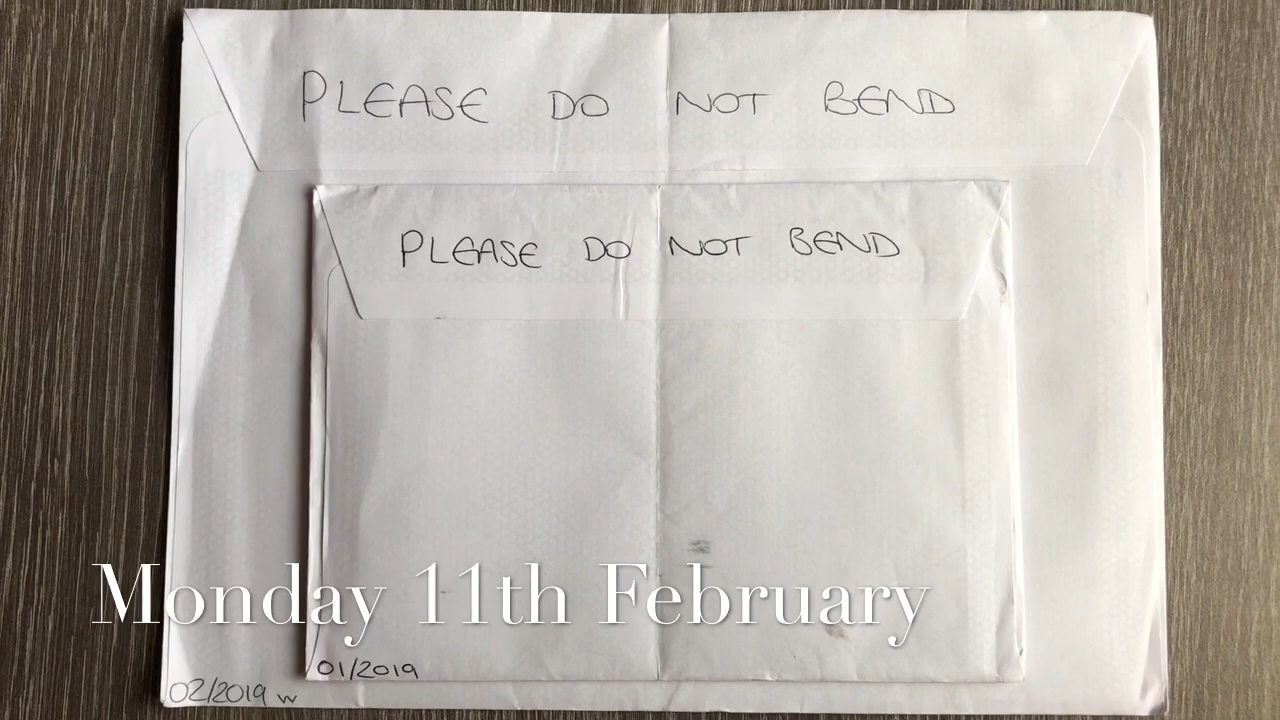 PLEASE DO NOT BEND
PLEASE DO NOT BEND
Monday 11th February
01/2019
02/2019 w